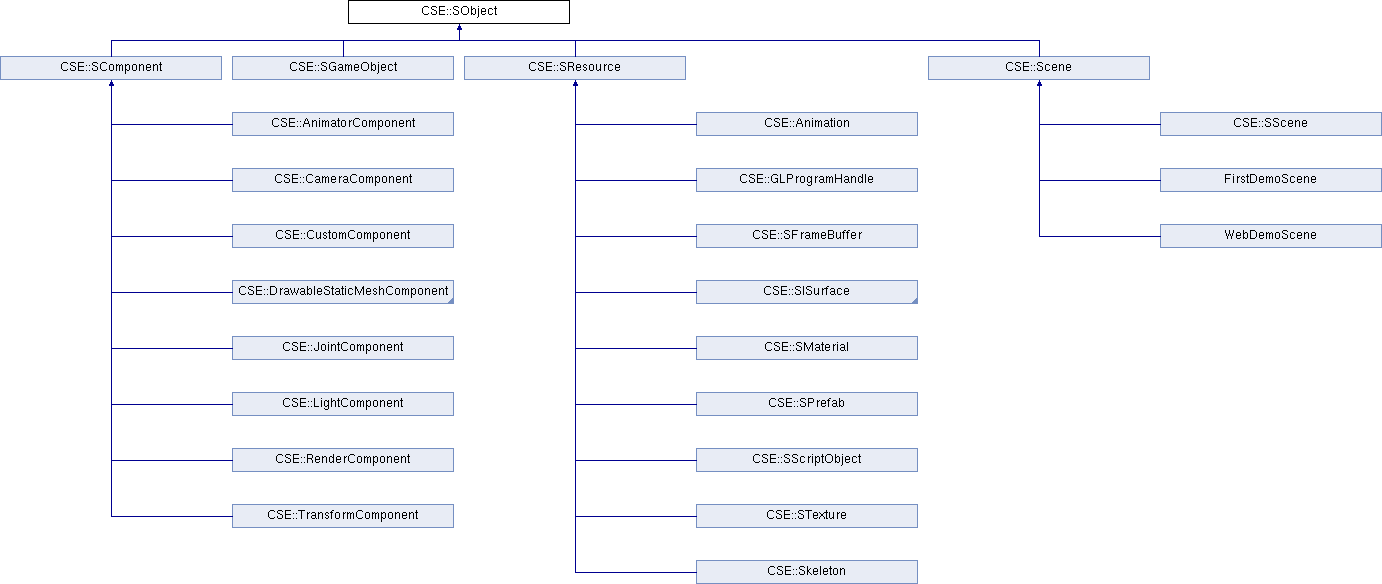 CSE::SObject
CSE::SComponent
CSE::SGameObject
CSE::SResource
CSE::Scene
CSE::AnimatorComponent
CSE::Animation
CSE::SScene
CSE::CameraComponent
CSE::GLProgramHandle
FirstDemoScene
CSE::CustomComponent
CSE::SFrameBuffer
WebDemoScene
CSE::DrawableStaticMeshComponent
CSE::SISurface
CSE::JointComponent
CSE::SMaterial
CSE::LightComponent
CSE::SPrefab
CSE::RenderComponent
CSE::SScriptObject
CSE::TransformComponent
CSE::STexture
CSE::Skeleton